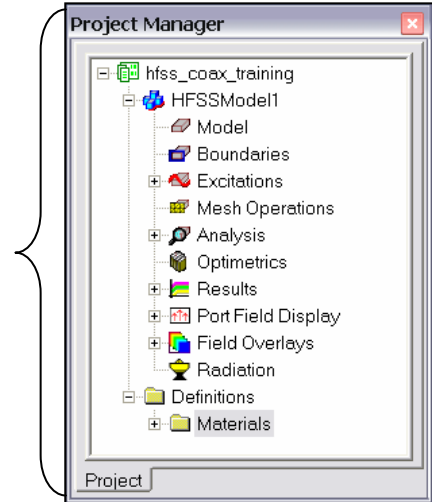 Project Manager
hfss_coax_training
HFSSModel1
Model
Boundaries
Excitations
Mesh Operations
Analysis
Optimetrics
Results
Port Field Display
Field Overlays
Radiation
Definitions
Materials
Project